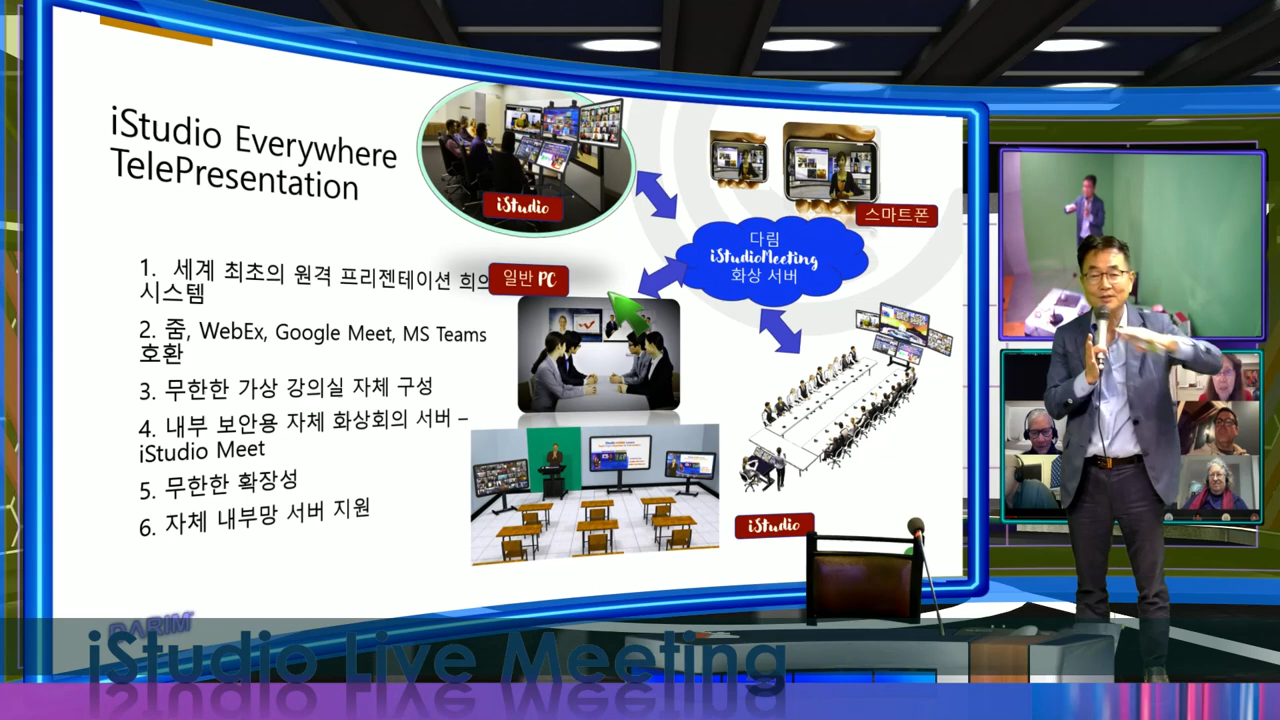 iStudio Everywhere
TelePresentation
1. 세계 최초의 원격 프리젠테이션 회의
시스템
2. 줌, WebEx, Google Meet, MS Teams
호환
3. 무한한 가상 강의실 자체 구성
4. 내부 보안용 자체 화상회의 서버 –
iStudio Meet
5. 무한한 확장성
6. 자체 내부망 서버 지원
iStudio
스마트폰
다림
iStudioMeeting
화상 서버
일반 PC
iStudio
DARIM
iStudio Live Meeting